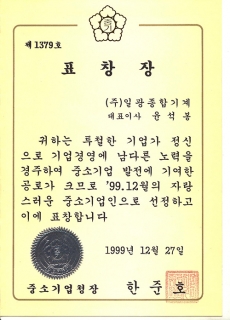 제 1379호
표 창 장
(주)일광종합기계
대표이사 윤 석 봉
귀하는 투철한 기업가 정신
으로 기업경영에 남다른 노력을
경주하여 중소기업 발전에 기여한
공로가 크므로 '99.12월의 자랑
스러운 중소기업인으로 선정하고
이에 표창합니다
1999년 12월 27일
중소기업청장 한 준 호